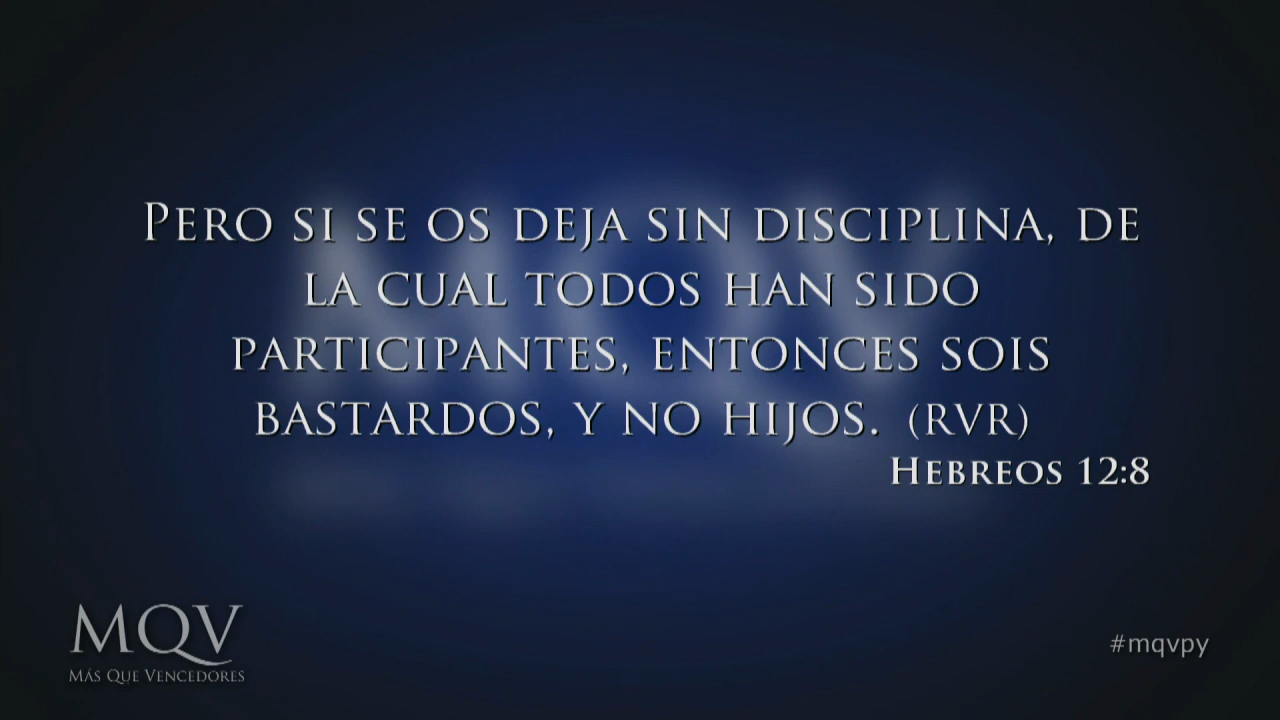 Pero si se os deja sin disciplina, de
la cual todos han sido
participantes, entonces sois
bastardos, y no hijos. (RVR)
Hebreos 12:8
MQV
Más Que Vencedores
#mqvpy